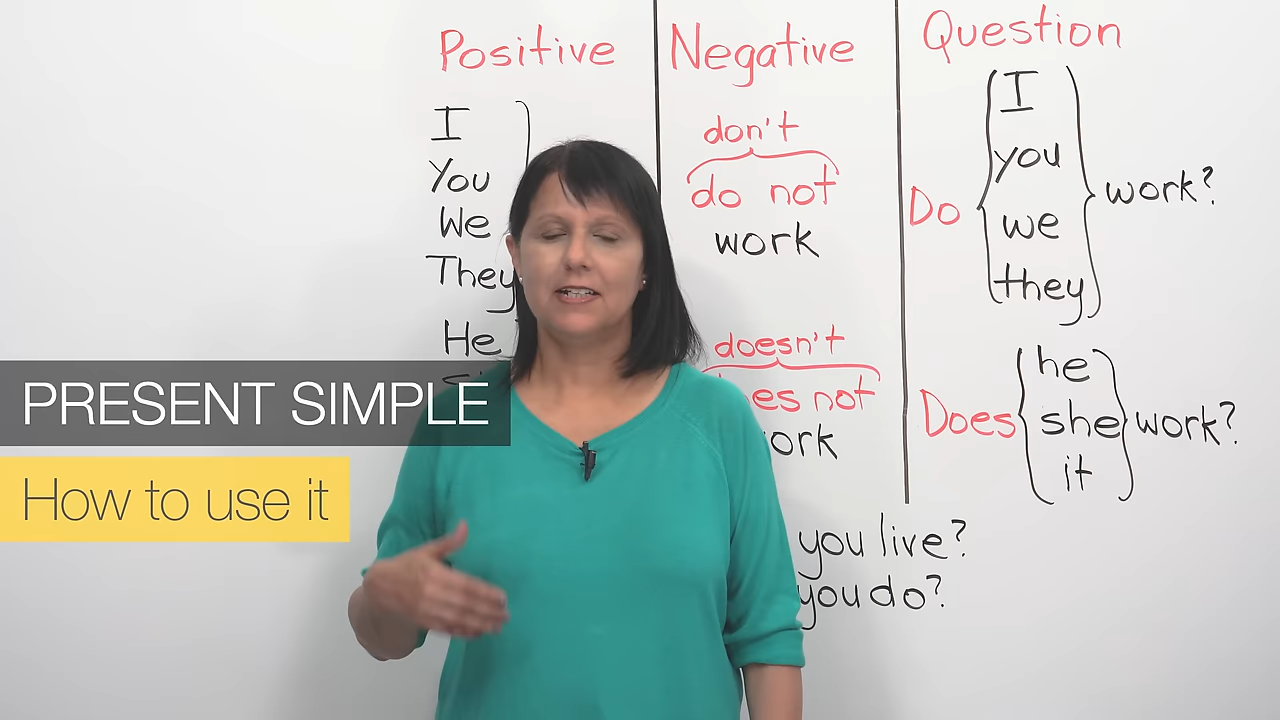 Positive
I
You
We
They
He
Negative
don't
do not
work
doesn't
not
Question
Do
I
you
we
they
work?
Does
he
she
it
work?
you live?
you do?
PRESENT SIMPLE
How to use it